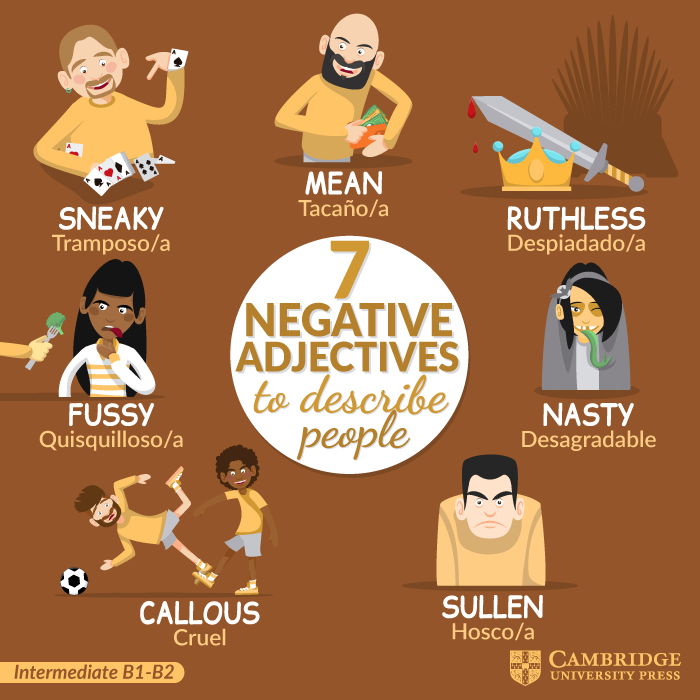 SNEAKY
Tramposo/a
MEAN
Tacaño/a
RUTHLESS
Despiadado/a
7
NEGATIVE
ADJECTIVES
to describe
people
FUSSY
Quisquilloso/a
NASTY
Desagradable
CALLOUS
Cruel
SULLEN
Hosco/a
Intermediate B1-B2
CAMBRIDGE
UNIVERSITY PRESS